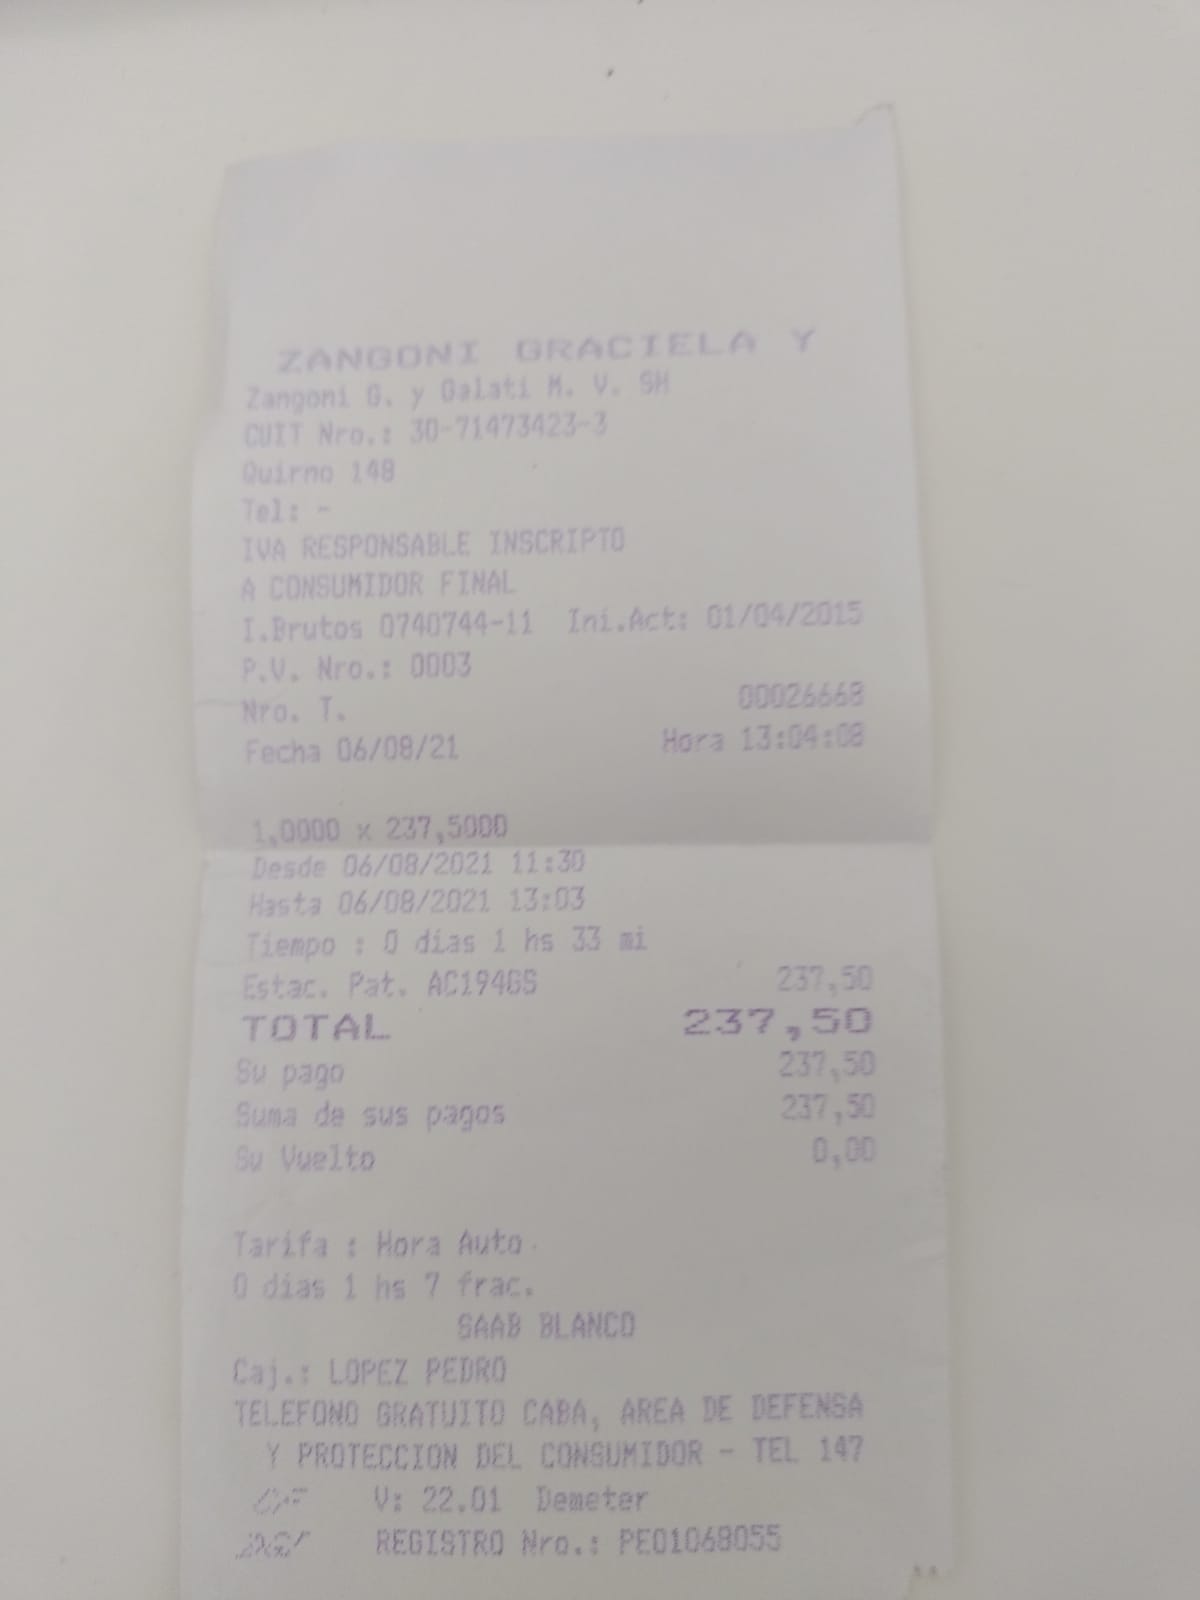 ZANGONI GRACIELA Y
Zangoni G. y Galati M. V. SH
CUIT Nro.: 30-71473423-3
Quirno 148
Tel: -
IVA RESPONSABLE INSCRIPTO
A CONSUMIDOR FINAL
I.Brutos 0740744-11 Ini.Act: 01/04/2015
P.V. Nro.: 0003
Nro. T. 00026668
Fecha 06/08/21 Hora 13:04:08
1,0000 x 237,5000
Desde 06/08/2021 11:30
Hasta 06/08/2021 13:03
Tiempo : 0 dias 1 hs 33 mi
Estac. Pat. 237,50
TOTAL 237,50
Su pago 237,50
Suma de sus pagos 237,50
Su Vuelto 0,00
Tarifa : Hora Auto
0 dias 1 hs 7 frac.
SAAB BLANCO
Caj.: LOPEZ PEDRO
TELEFONO GRATUITO CABA, AREA DE DEFENSA
Y PROTECCION DEL CONSUMIDOR - TEL 147
V: 22.01 Demeter
REGISTRO Nro.: PEO1068055